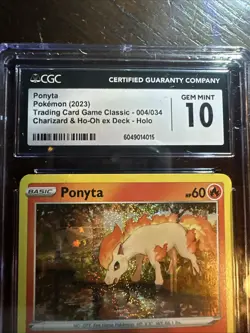 CGC CERTIFIED GUARANTY COMPANY
Ponyta
Pokémon (2023)
Trading Card Game Classic - 004/034
Charizard & Ho-Oh ex Deck - Holo
GEM MINT
10
6049014015
BASIC Ponyta HP60